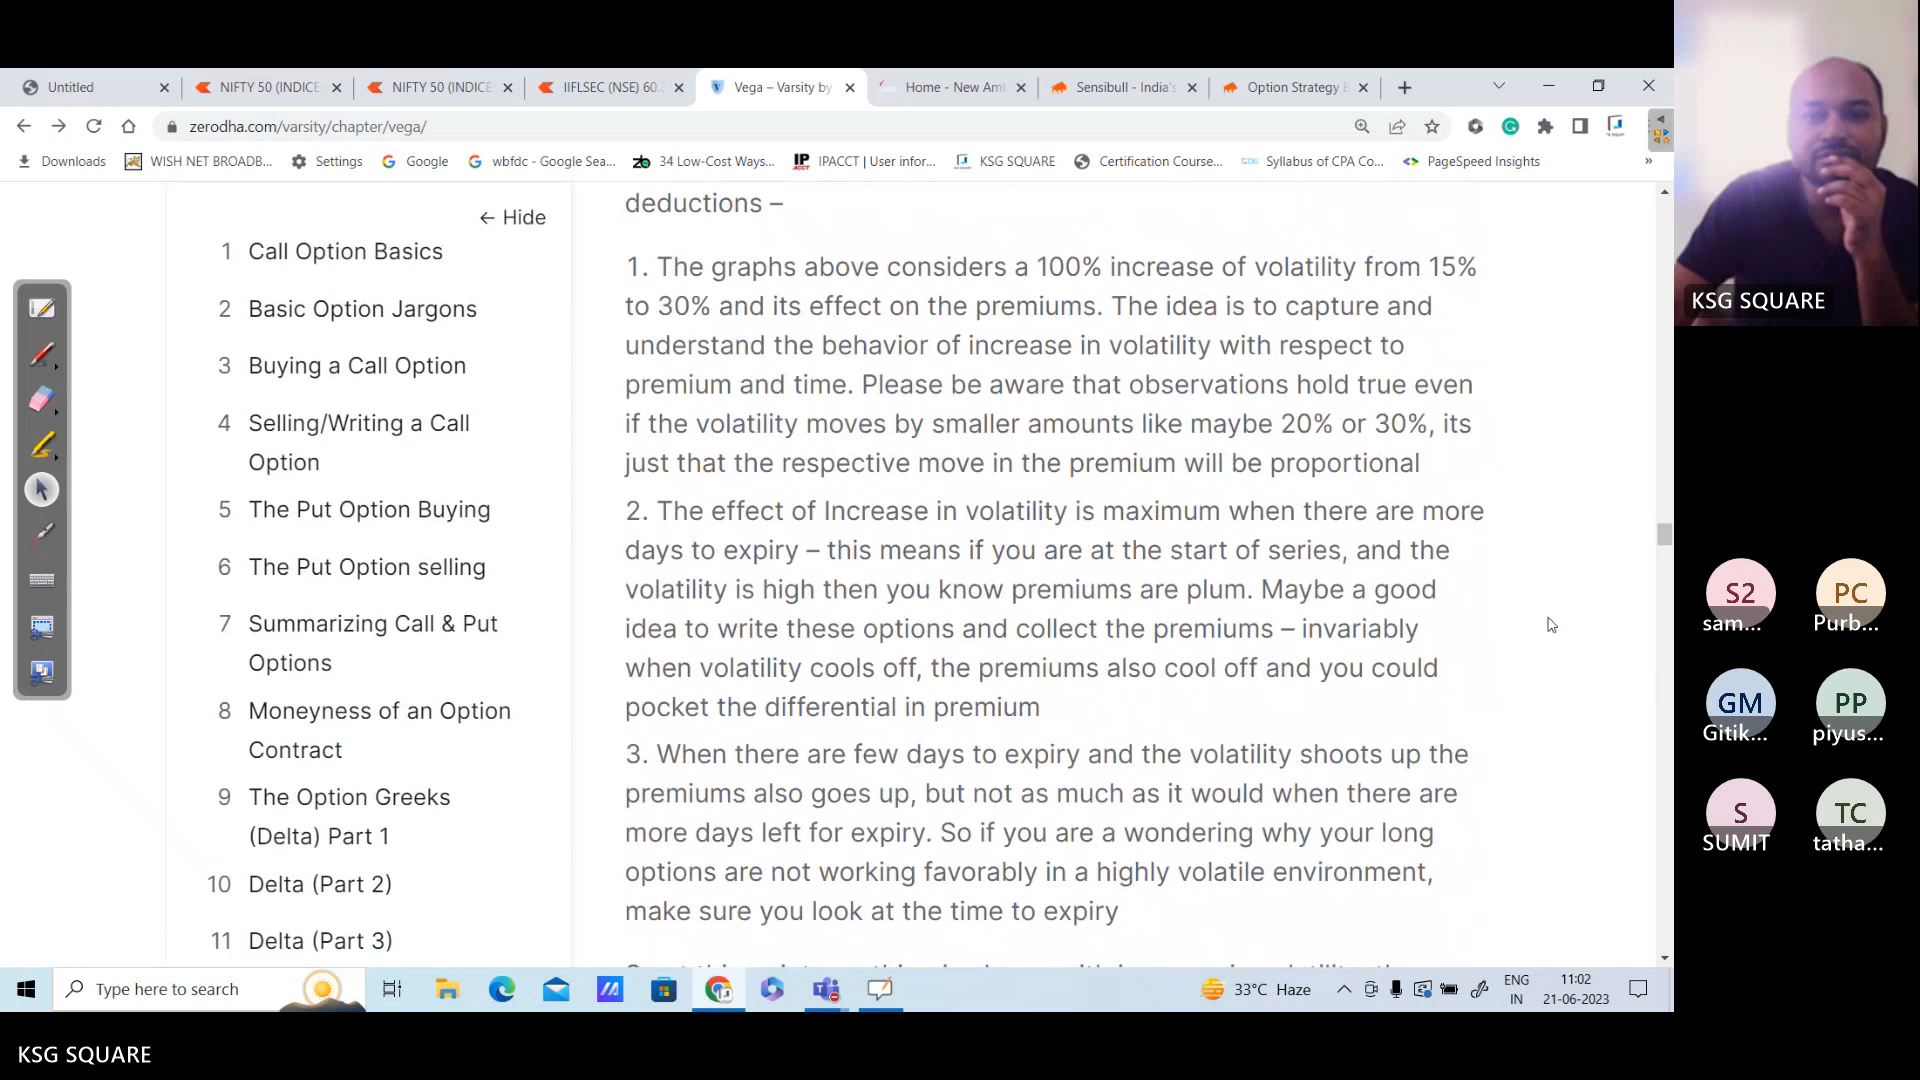 Untitled
NIFTY 50 (INDICE
NIFTY 50 (INDICE
IIFLSEC (NSE) 60.
Vega – Varsity by
Home - New Am
Sensibull - India's
Option Strategy B
zerodha.com/varsity/chapter/vega/
Downloads
WISH NET BROADB...
Settings
Google
wbfdc - Google Sea...
34 Low-Cost Ways...
IPACCT | User infor...
KSG SQUARE
Certification Course...
Syllabus of CPA Co...
PageSpeed Insights
»
← Hide
1 Call Option Basics
2 Basic Option Jargons
3 Buying a Call Option
4 Selling/Writing a Call
Option
5 The Put Option Buying
6 The Put Option selling
7 Summarizing Call & Put
Options
8 Moneyness of an Option
Contract
9 The Option Greeks
(Delta) Part 1
10 Delta (Part 2)
11 Delta (Part 3)
deductions –
1. The graphs above considers a 100% increase of volatility from 15%
to 30% and its effect on the premiums. The idea is to capture and
understand the behavior of increase in volatility with respect to
premium and time. Please be aware that observations hold true even
if the volatility moves by smaller amounts like maybe 20% or 30%, its
just that the respective move in the premium will be proportional
2. The effect of Increase in volatility is maximum when there are more
days to expiry – this means if you are at the start of series, and the
volatility is high then you know premiums are plum. Maybe a good
idea to write these options and collect the premiums – invariably
when volatility cools off, the premiums also cool off and you could
pocket the differential in premium
3. When there are few days to expiry and the volatility shoots up the
premiums also goes up, but not as much as it would when there are
more days left for expiry. So if you are a wondering why your long
options are not working favorably in a highly volatile environment,
make sure you look at the time to expiry
KSG SQUARE
S2
sam...
PC
Purb...
GM
Gitik...
PP
piyus...
S
SUMIT
TC
tatha...
Type here to search
33°C Haze
ENG
IN
11:02
21-06-2023
KSG SQUARE